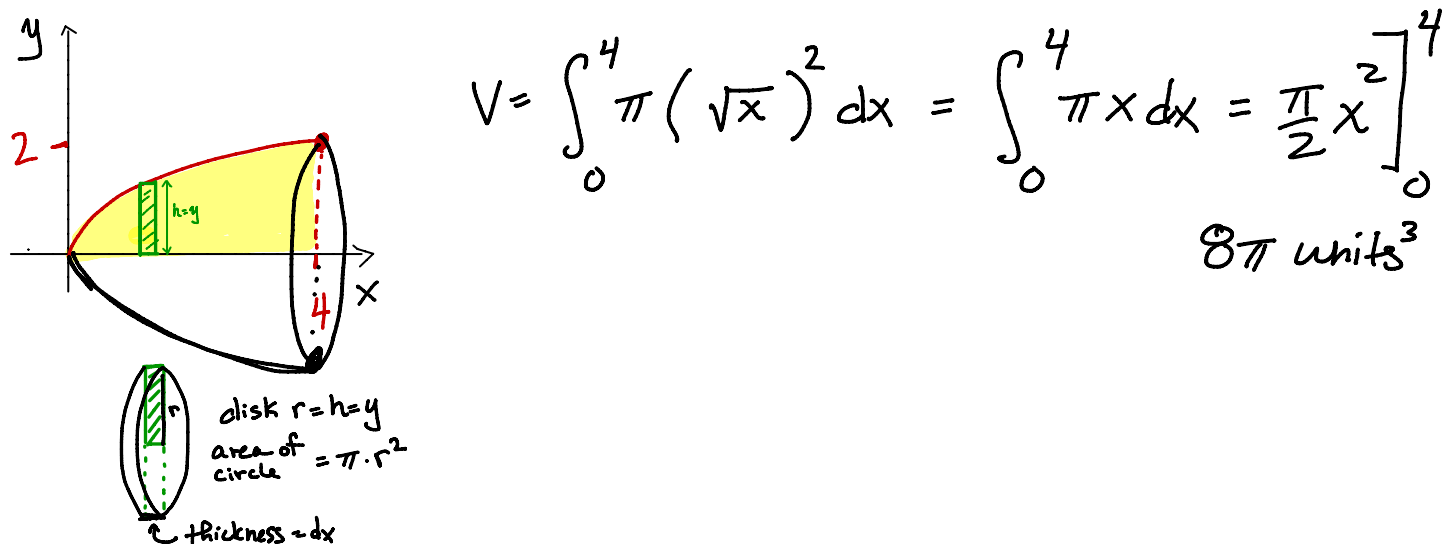 y
2
h=y
x
4
V = ∫₀⁴ π(√x)² dx = ∫₀⁴ πx dx = π/2 x²]₀⁴
8π units³
r
disk r=h=y
area of circle = π·r²
thickness = dx